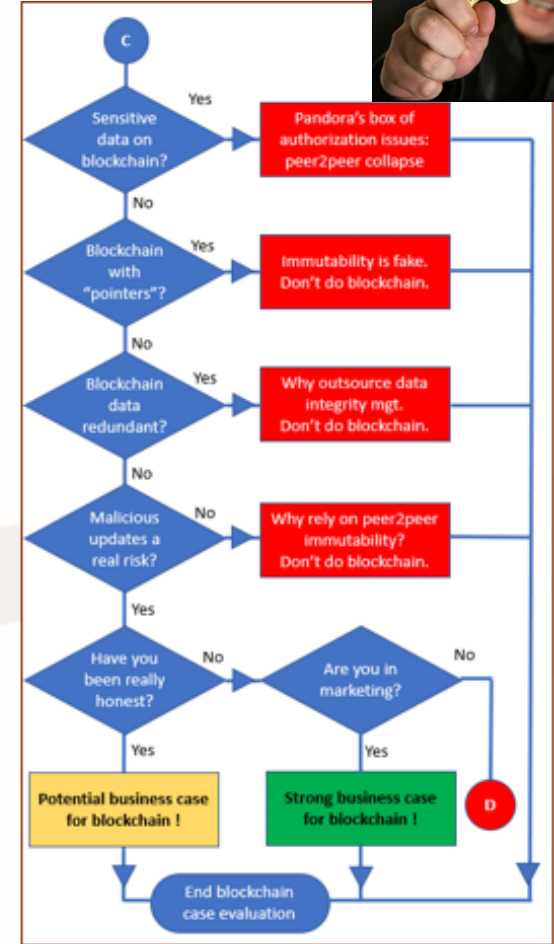 C
Sensitive
data on
blockchain?
Yes
Pandora's box of
authorization issues:
peer2peer collapse
No
Blockchain
with
"pointers"?
Yes
Immutability is fake.
Don't do blockchain.
No
Blockchain
data
redundant?
Yes
Why outsource data
integrity mgt.
Don't do blockchain.
No
Malicious
updates a
real risk?
No
Why rely on peer2peer
immutability?
Don't do blockchain.
Yes
Have you
been really
honest?
No
Are you in
marketing?
No
Yes
Potential business case
for blockchain !
Yes
Strong business case
for blockchain !
D
End blockchain
case evaluation